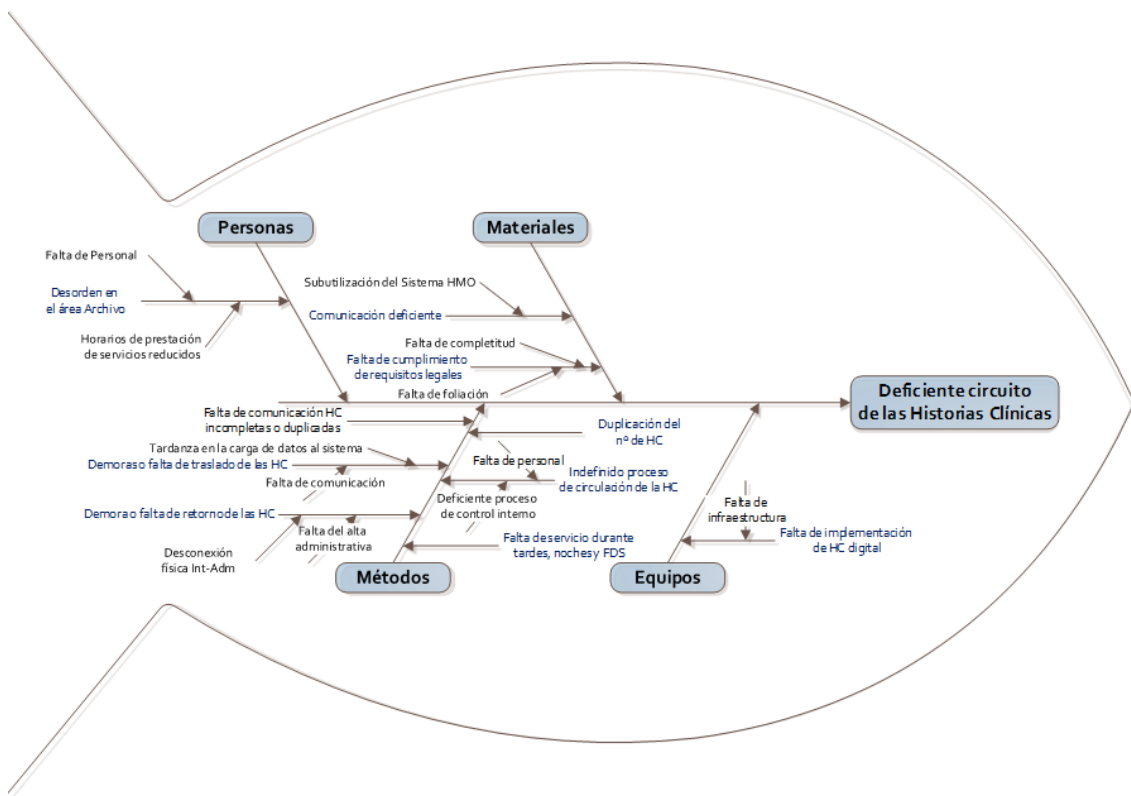 Personas
Materiales
Falta de Personal
Desorden en
el área Archivo
Horarios de prestación
de servicios reducidos
Subutilización del Sistema HMO
Comunicación deficiente
Falta de completitud
Falta de cumplimiento
de requisitos legales
Falta de foliación
Deficiente circuito
de las Historias Clínicas
Falta de comunicación HC
incompletas o duplicadas
Tardanza en la carga de datos al sistema
Demoras o falta de traslado de las HC
Falta de comunicación
Demora o falta de retorno de las HC
Falta del alta
administrativa
Desconexión
física Int-Adm
Duplicación del
nº de HC
Falta de personal
Indefinido proceso
de circulación de la HC
Deficiente proceso
de control interno
Falta de servicio durante
tardes, noches y FDS
Falta de
infraestructura
Falta de implementación
de HC digital
Métodos
Equipos